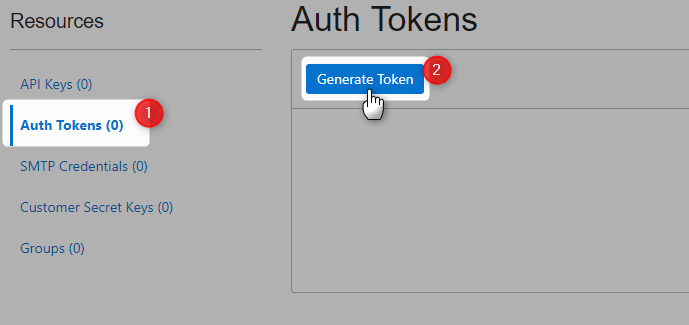 Resources
API Keys (0)
Auth Tokens (0)
1
SMTP Credentials (0)
Customer Secret Keys (0)
Groups (0)
Auth Tokens
Generate Token
2